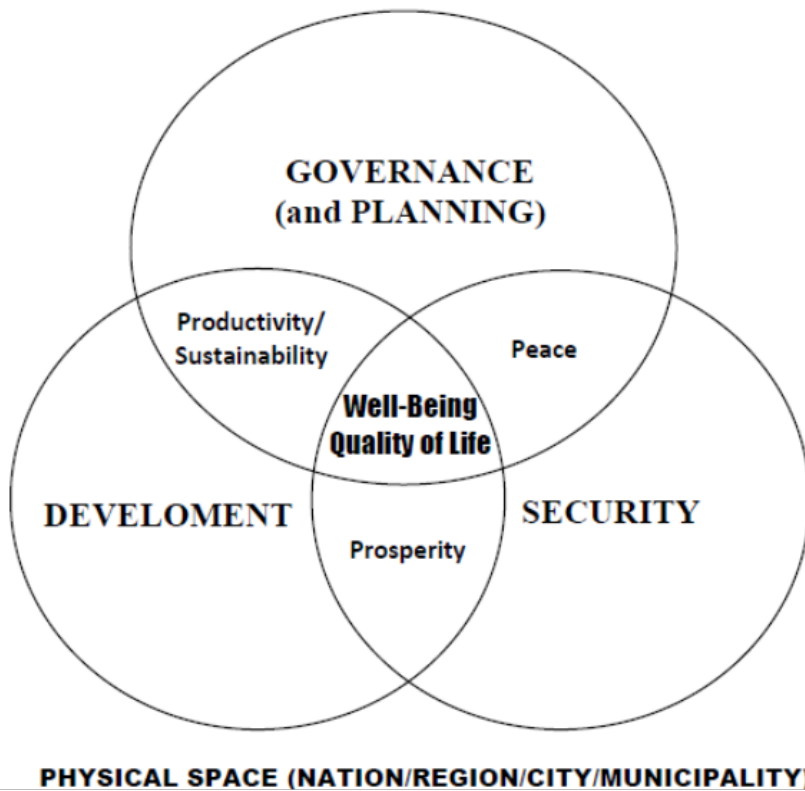 GOVERNANCE
(and PLANNING)
Productivity/
Sustainability
Peace
Well-Being
Quality of Life
DEVELOMENT
SECURITY
Prosperity
PHYSICAL SPACE (NATION/REGION/CITY/MUNICIPALITY)